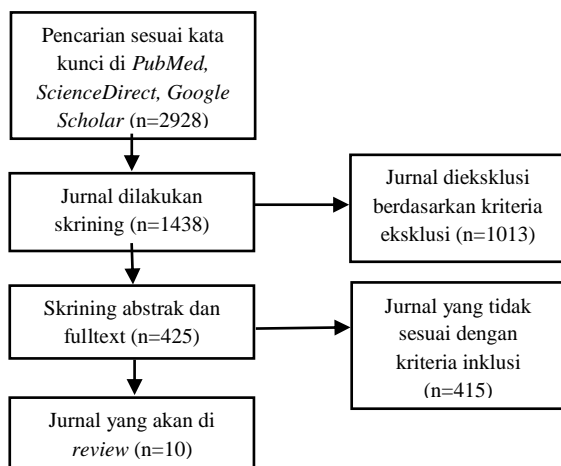 Pencarian sesuai kata
kunci di PubMed,
ScienceDirect, Google
Scholar (n=2928)
Jurnal dilakukan
skrining (n=1438)
Jurnal dieksklusi
berdasarkan kriteria
eksklusi (n=1013)
Skrining abstrak dan
fulltext (n=425)
Jurnal yang tidak
sesuai dengan
kriteria inklusi
(n=415)
Jurnal yang akan di
review (n=10)